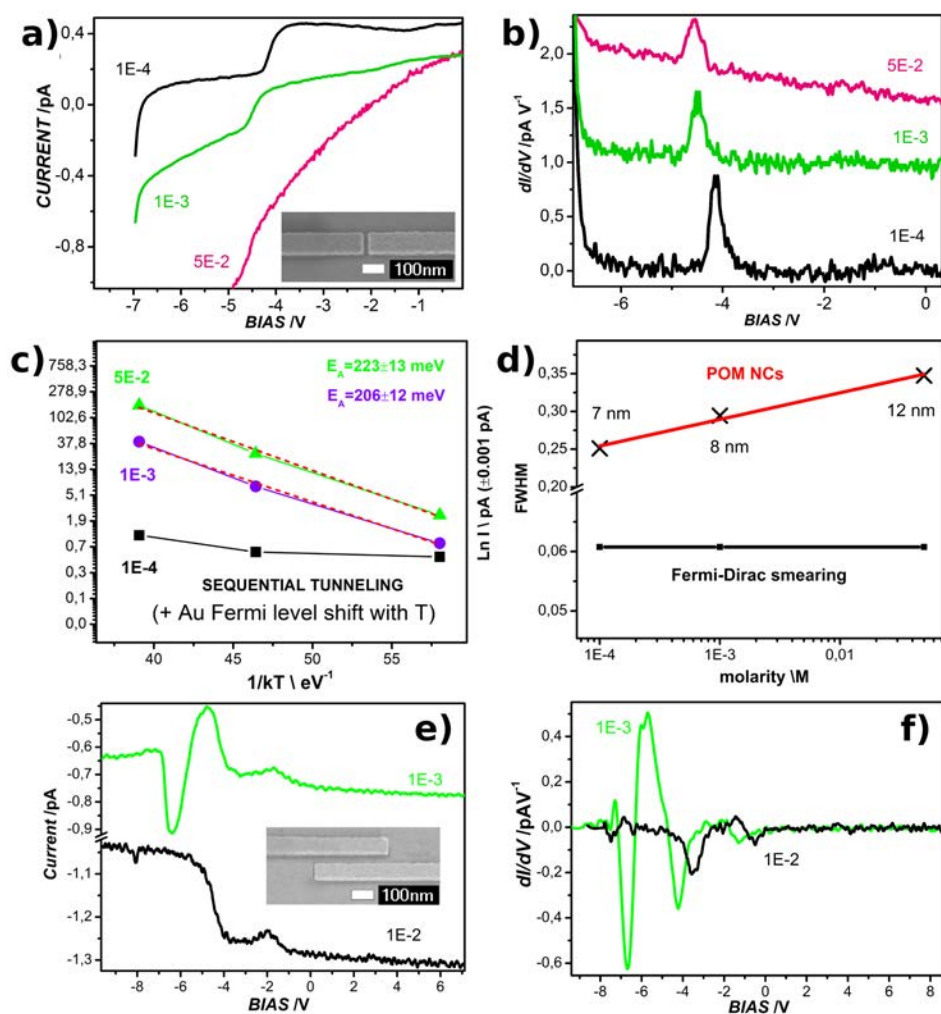 a)
0,4
0,0
-0,4
-0,8
CURRENT /pA
1E-4
1E-3
5E-2
100nm
-7 -6 -5 -4 -3 -2 -1 0
BIAS /V
b)
2,0
1,5
1,0
0,5
0,0
dI/dV /pA V⁻¹
5E-2
1E-3
1E-4
-6 -4 -2 0
BIAS /V
c)
758,3
278,9
102,6
37,8
13,9
5,1
1,9
0,7
0,3
0,1
0,0
5E-2
1E-3
1E-4
E_A=223±13 meV
E_A=206±12 meV
SEQUENTIAL TUNNELING
(+ Au Fermi level shift with T)
40 45 50 55
1/kT \ eV⁻¹
Ln I \ pA (±0.001 pA)
d)
FWHM
0,35
0,30
0,25
0,20
0,06
0,05
POM NCs
7 nm
8 nm
12 nm
Fermi-Dirac smearing
1E-4 1E-3 0,01
molarity \M
e)
-0,5
-0,6
-0,7
-0,8
-0,9
-1,1
-1,2
-1,3
Current /pA
1E-3
100nm
1E-2
-8 -6 -4 -2 0 2 4 6
BIAS /V
f)
0,4
0,2
0,0
-0,2
-0,4
-0,6
dI/dV /pAV⁻¹
1E-3
1E-2
-8 -6 -4 -2 0 2 4 6 8
BIAS /V